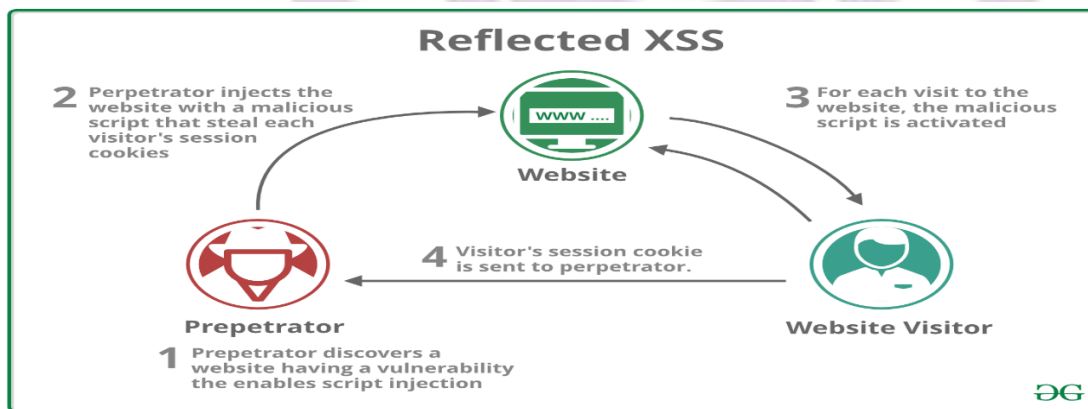 Reflected XSS
2 Perpetrator injects the
website with a malicious
script that steal each
visitor's session
cookies
www ....
Website
3 For each visit to the
website, the malicious
script is activated
4 Visitor's session cookie
is sent to perpetrator.
Prepetrator
Website Visitor
1 Prepetrator discovers a
website having a vulnerability
the enables script injection